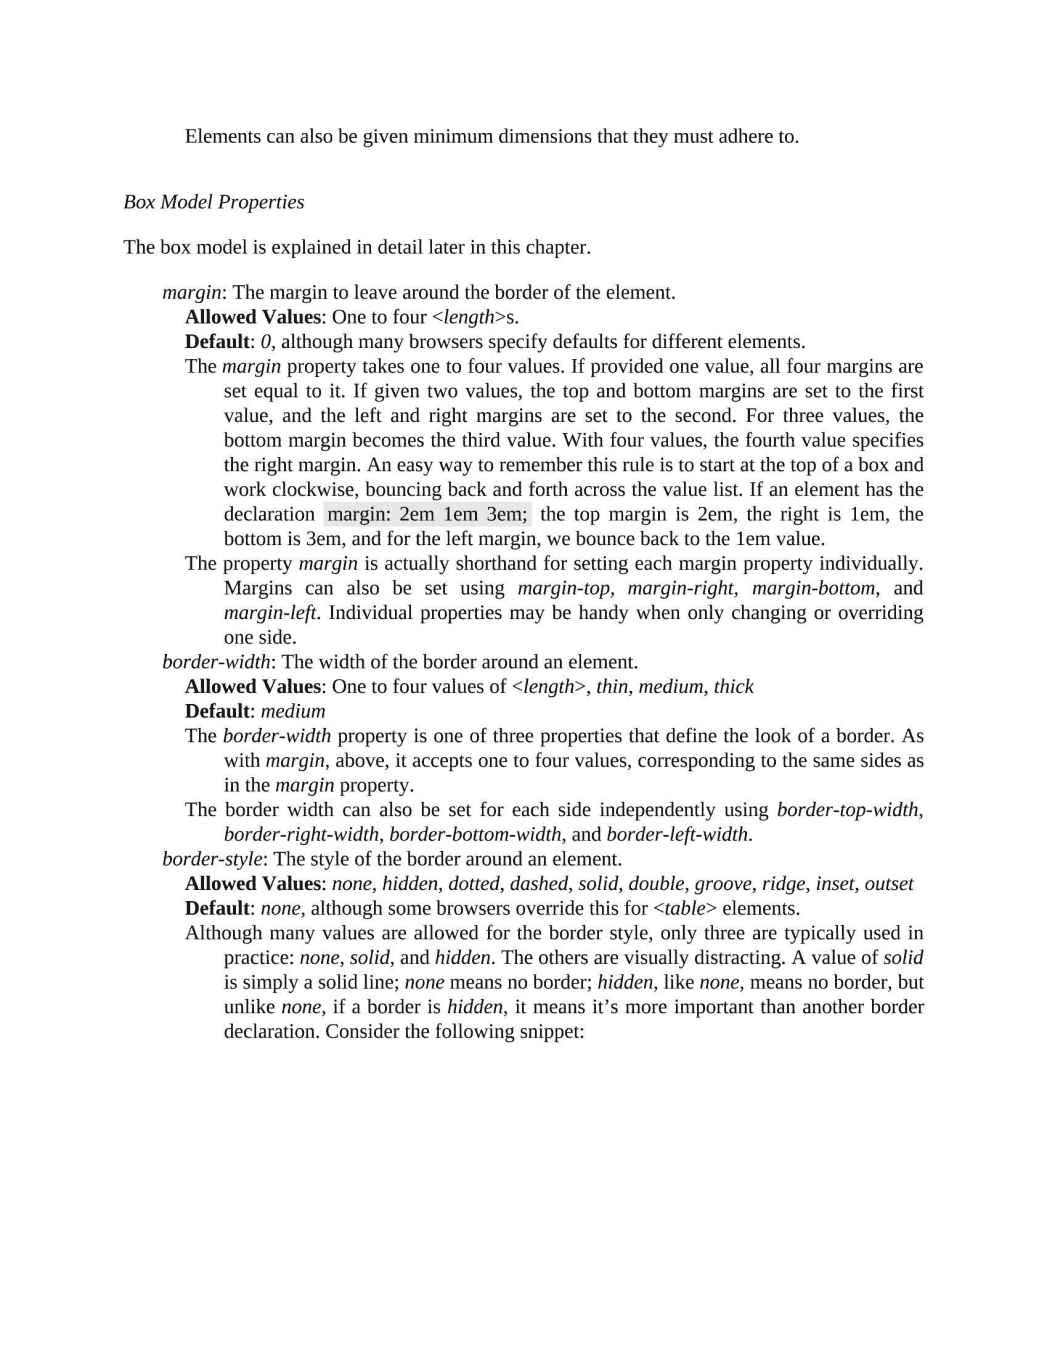 Elements can also be given minimum dimensions that they must adhere to.
Box Model Properties
The box model is explained in detail later in this chapter.
margin: The margin to leave around the border of the element.
Allowed Values: One to four <length>s.
Default: 0, although many browsers specify defaults for different elements.
The margin property takes one to four values. If provided one value, all four margins are
set equal to it. If given two values, the top and bottom margins are set to the first
value, and the left and right margins are set to the second. For three values, the
bottom margin becomes the third value. With four values, the fourth value specifies
the right margin. An easy way to remember this rule is to start at the top of a box and
work clockwise, bouncing back and forth across the value list. If an element has the
declaration margin: 2em 1em 3em; the top margin is 2em, the right is 1em, the
bottom is 3em, and for the left margin, we bounce back to the 1em value.
The property margin is actually shorthand for setting each margin property individually.
Margins can also be set using margin-top, margin-right, margin-bottom, and
margin-left. Individual properties may be handy when only changing or overriding
one side.
border-width: The width of the border around an element.
Allowed Values: One to four values of <length>, thin, medium, thick
Default: medium
The border-width property is one of three properties that define the look of a border. As
with margin, above, it accepts one to four values, corresponding to the same sides as
in the margin property.
The border width can also be set for each side independently using border-top-width,
border-right-width, border-bottom-width, and border-left-width.
border-style: The style of the border around an element.
Allowed Values: none, hidden, dotted, dashed, solid, double, groove, ridge, inset, outset
Default: none, although some browsers override this for <table> elements.
Although many values are allowed for the border style, only three are typically used in
practice: none, solid, and hidden. The others are visually distracting. A value of solid
is simply a solid line; none means no border; hidden, like none, means no border, but
unlike none, if a border is hidden, it means it’s more important than another border
declaration. Consider the following snippet: